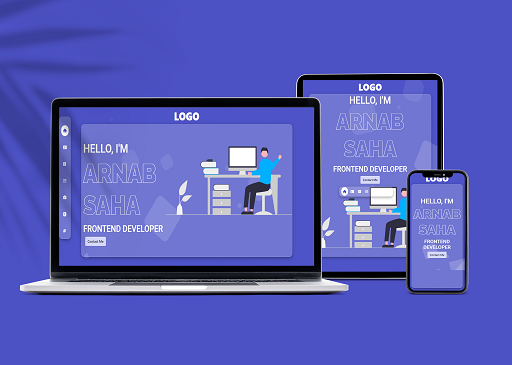 LOGO
HELLO, I'M
ARNAB
SAHA
FRONTEND DEVELOPER
Contact Me
LOGO
HELLO, I'M
ARNAB
SAHA
FRONTEND DEVELOPER
Contact Me
LOGO
HELLO, I'M
ARNAB
SAHA
FRONTEND
DEVELOPER
Contact Me